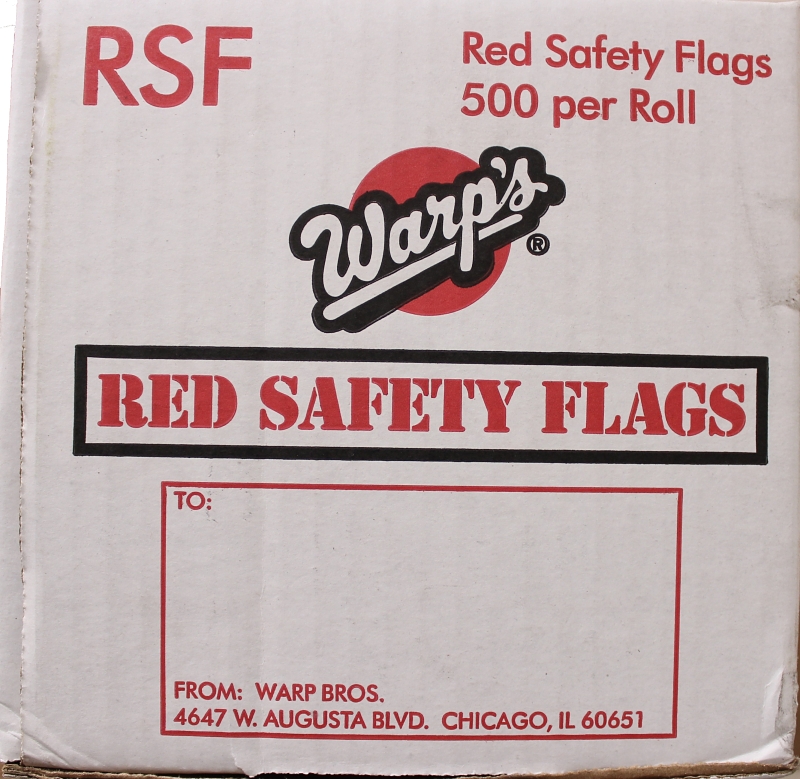 RSF
Red Safety Flags
500 per Roll
Warp's ®
RED SAFETY FLAGS
TO:
FROM: WARP BROS.
4647 W. AUGUSTA BLVD. CHICAGO, IL 60651